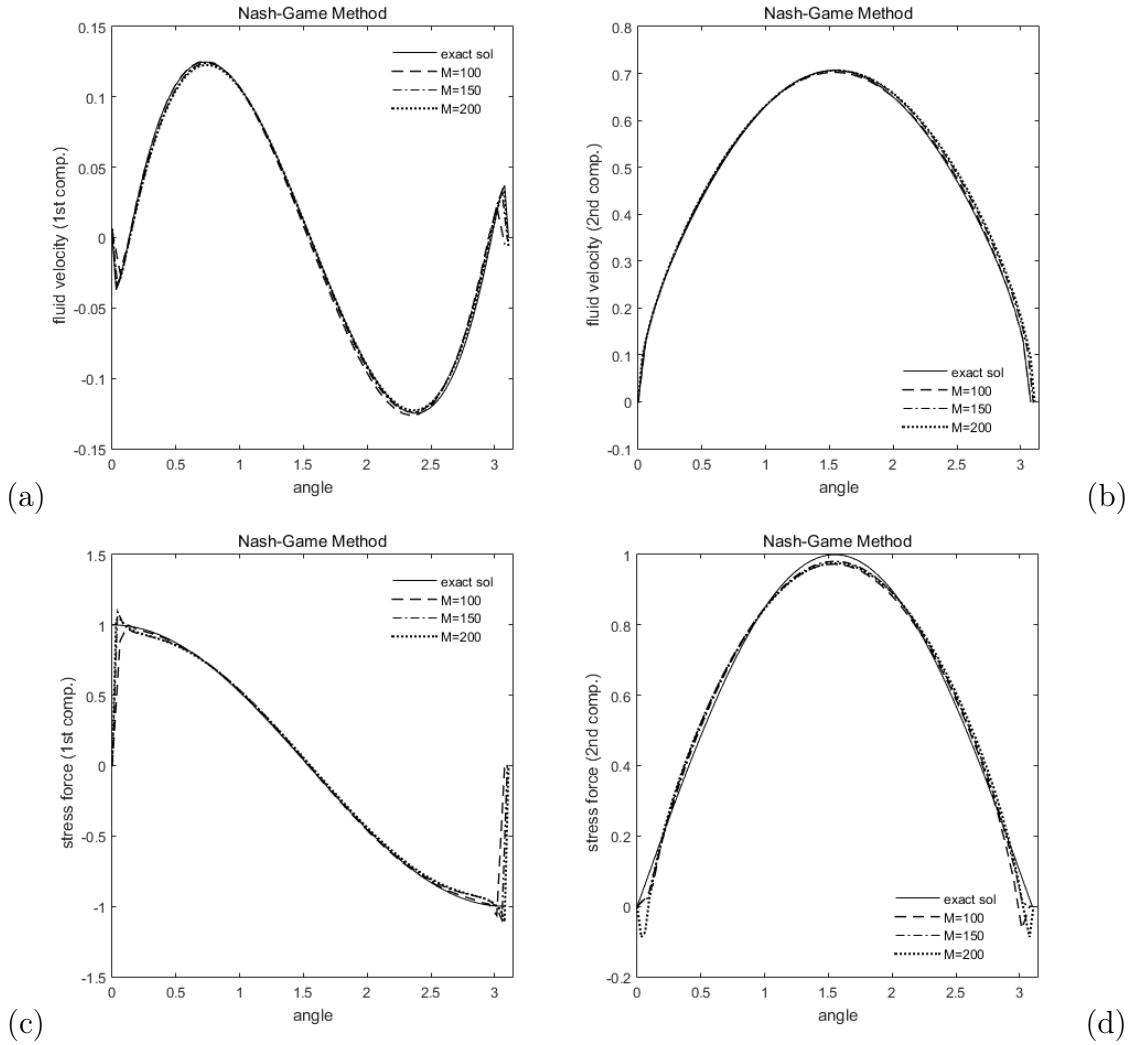 Nash-Game Method
0.15
0.1
0.05
0
-0.05
-0.1
-0.15
fluid velocity (1st comp.)
exact sol
M=100
M=150
M=200
0 0.5 1 1.5 2 2.5 3
angle
(a)
Nash-Game Method
0.8
0.7
0.6
0.5
0.4
0.3
0.2
0.1
0
-0.1
fluid velocity (2nd comp.)
exact sol
M=100
M=150
M=200
0 0.5 1 1.5 2 2.5 3
angle
(b)
Nash-Game Method
1.5
1
0.5
0
-0.5
-1
-1.5
stress force (1st comp.)
exact sol
M=100
M=150
M=200
0 0.5 1 1.5 2 2.5 3
angle
(c)
Nash-Game Method
1
0.8
0.6
0.4
0.2
0
-0.2
stress force (2nd comp.)
exact sol
M=100
M=150
M=200
0 0.5 1 1.5 2 2.5 3
angle
(d)